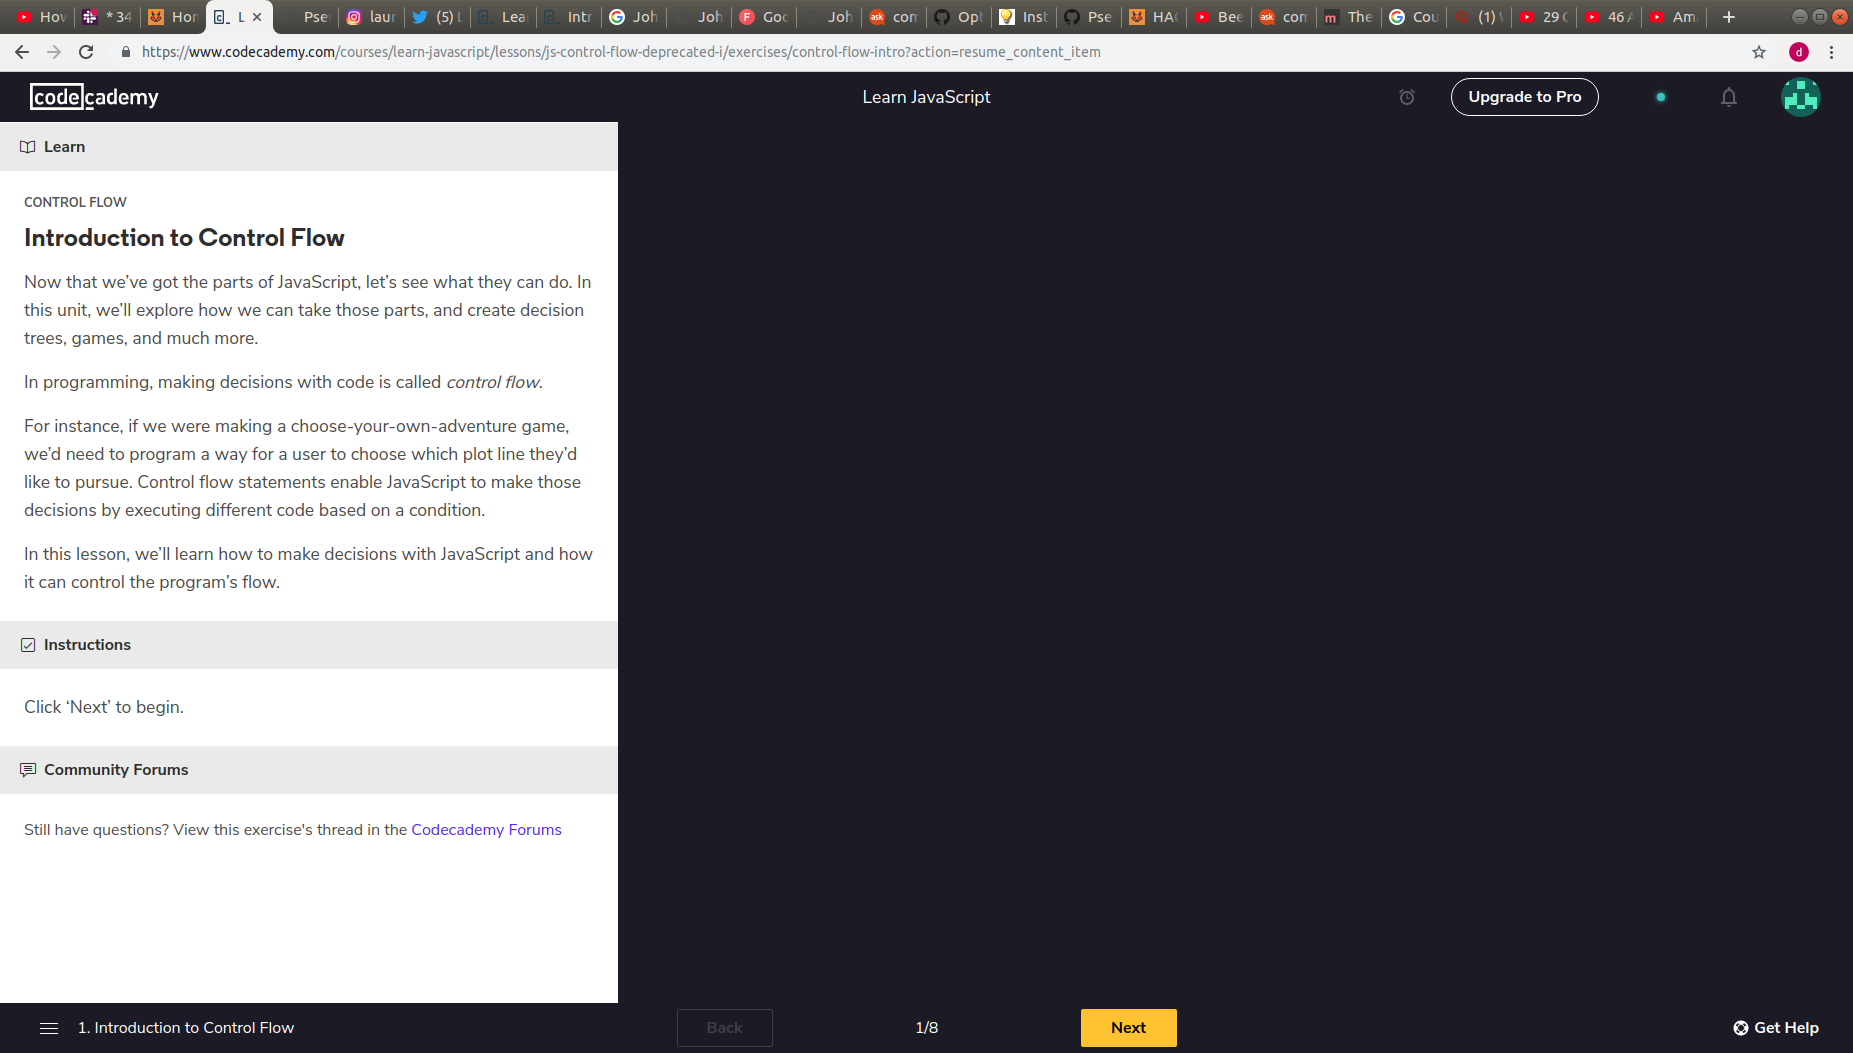 Hov
* 34
Hor
L
Pse
laur
(5) L
Lear
Intr
Joh
Joh
Goc
Joh
con
Opt
Inst
Pse
HAC
Bee
con
The
Cou
(1)
29
46
Am
https://www.codecademy.com/courses/learn-javascript/lessons/js-control-flow-deprecated-i/exercises/control-flow-intro?action=resume_content_item
d
codecademy
Learn JavaScript
Upgrade to Pro
Learn
CONTROL FLOW
Introduction to Control Flow
Now that we’ve got the parts of JavaScript, let’s see what they can do. In
this unit, we’ll explore how we can take those parts, and create decision
trees, games, and much more.
In programming, making decisions with code is called control flow.
For instance, if we were making a choose-your-own-adventure game,
we’d need to program a way for a user to choose which plot line they’d
like to pursue. Control flow statements enable JavaScript to make those
decisions by executing different code based on a condition.
In this lesson, we’ll learn how to make decisions with JavaScript and how
it can control the program’s flow.
Instructions
Click ‘Next’ to begin.
Community Forums
Still have questions? View this exercise's thread in the Codecademy Forums
1. Introduction to Control Flow
Back
1/8
Next
Get Help